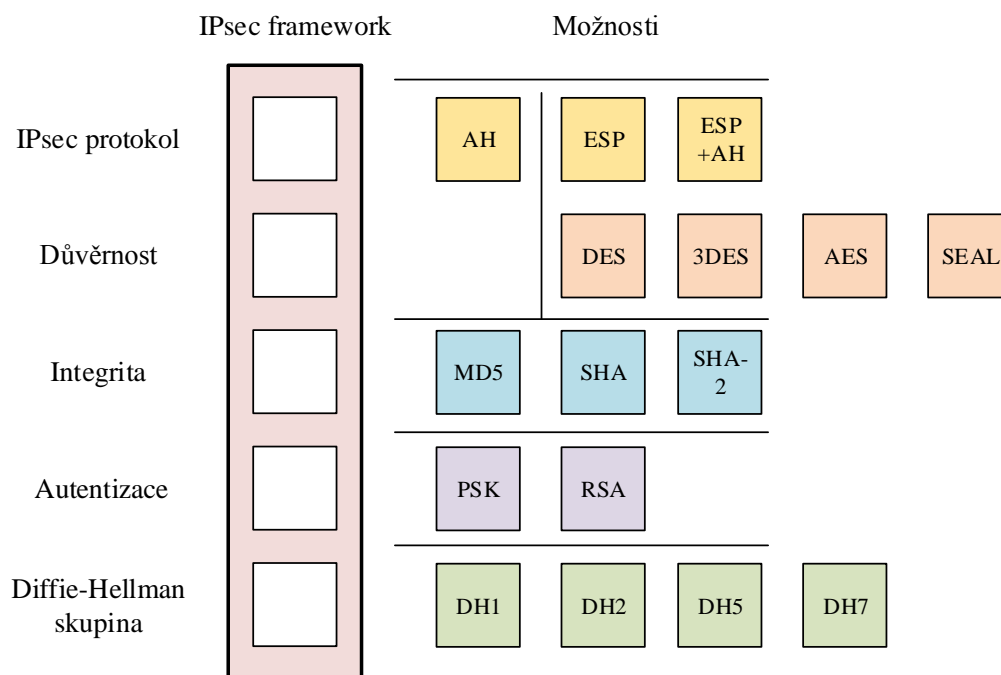 IPsec framework
Možnosti
IPsec protokol
AH
ESP
ESP
+AH
Důvěrnost
DES
3DES
AES
SEAL
Integrita
MD5
SHA
SHA-
2
Autentizace
PSK
RSA
Diffie-Hellman
skupina
DH1
DH2
DH5
DH7